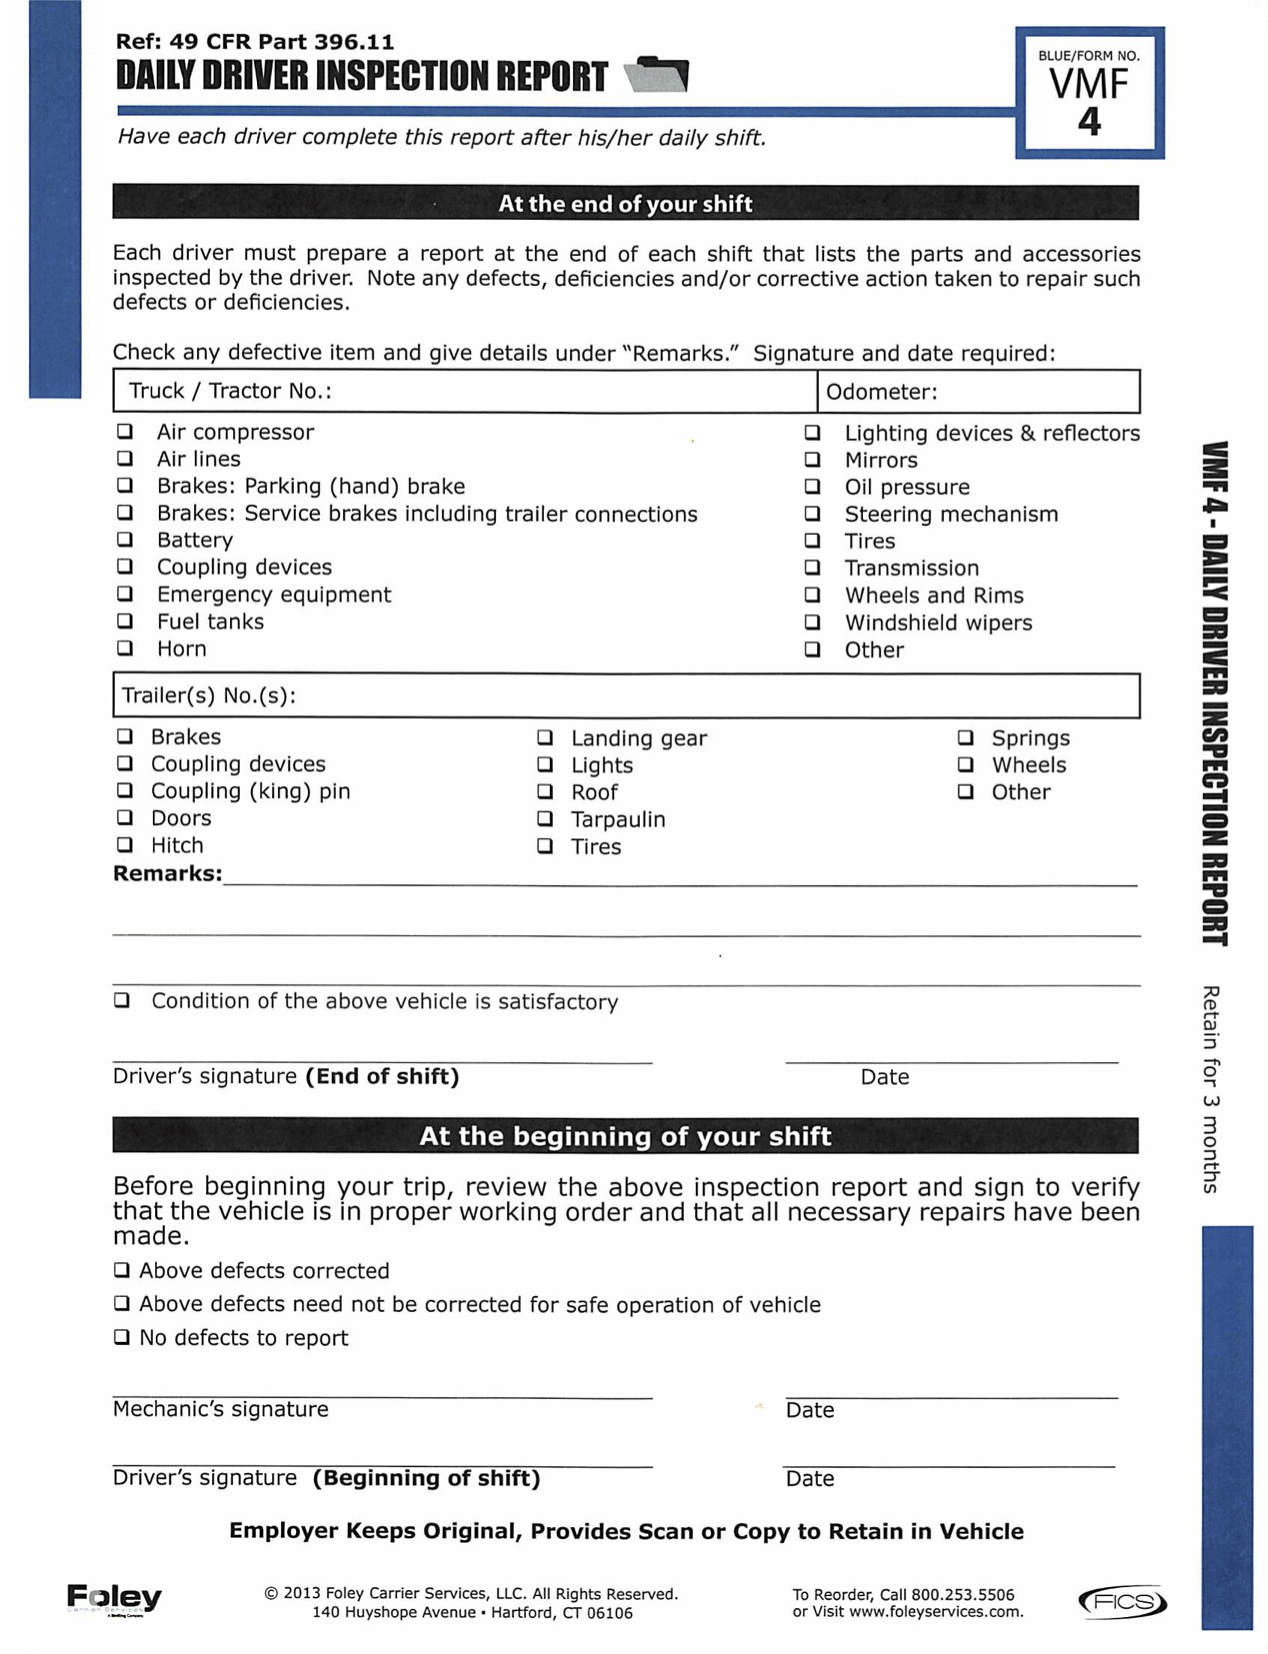 Ref: 49 CFR Part 396.11
DAILY DRIVER INSPECTION REPORT
BLUE/FORM NO.
VMF
4
Have each driver complete this report after his/her daily shift.
At the end of your shift
Each driver must prepare a report at the end of each shift that lists the parts and accessories
inspected by the driver. Note any defects, deficiencies and/or corrective action taken to repair such
defects or deficiencies.
Check any defective item and give details under "Remarks." Signature and date required:
Truck / Tractor No.:
Odometer:
❑ Air compressor
❑ Air lines
❑ Brakes: Parking (hand) brake
❑ Brakes: Service brakes including trailer connections
❑ Battery
❑ Coupling devices
❑ Emergency equipment
❑ Fuel tanks
❑ Horn
❑ Lighting devices & reflectors
❑ Mirrors
❑ Oil pressure
❑ Steering mechanism
❑ Tires
❑ Transmission
❑ Wheels and Rims
❑ Windshield wipers
❑ Other
Trailer(s) No.(s):
❑ Brakes
❑ Coupling devices
❑ Coupling (king) pin
❑ Doors
❑ Hitch
❑ Landing gear
❑ Lights
❑ Roof
❑ Tarpaulin
❑ Tires
❑ Springs
❑ Wheels
❑ Other
Remarks:
❑ Condition of the above vehicle is satisfactory
Driver's signature (End of shift)
Date
At the beginning of your shift
Before beginning your trip, review the above inspection report and sign to verify
that the vehicle is in proper working order and that all necessary repairs have been
made.
❑ Above defects corrected
❑ Above defects need not be corrected for safe operation of vehicle
❑ No defects to report
Mechanic's signature
Date
Driver's signature (Beginning of shift)
Date
Employer Keeps Original, Provides Scan or Copy to Retain in Vehicle
Foley
Carrier Services
© 2013 Foley Carrier Services, LLC. All Rights Reserved.
140 Huyshope Avenue • Hartford, CT 06106
To Reorder, Call 800.253.5506
or Visit www.foleyservices.com.
FICS
VMF 4 - DAILY DRIVER INSPECTION REPORT
Retain for 3 months